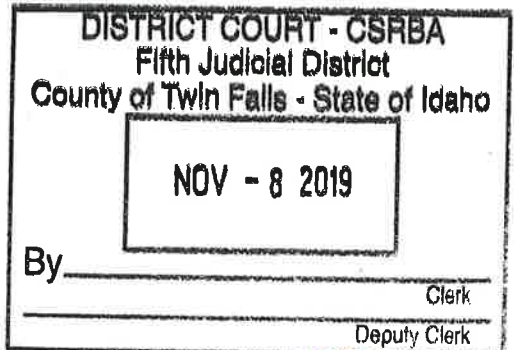 DISTRICT COURT - CSRBA
Fifth Judicial District
County of Twin Falls - State of Idaho
NOV - 8 2019
By
Clerk
Deputy Clerk